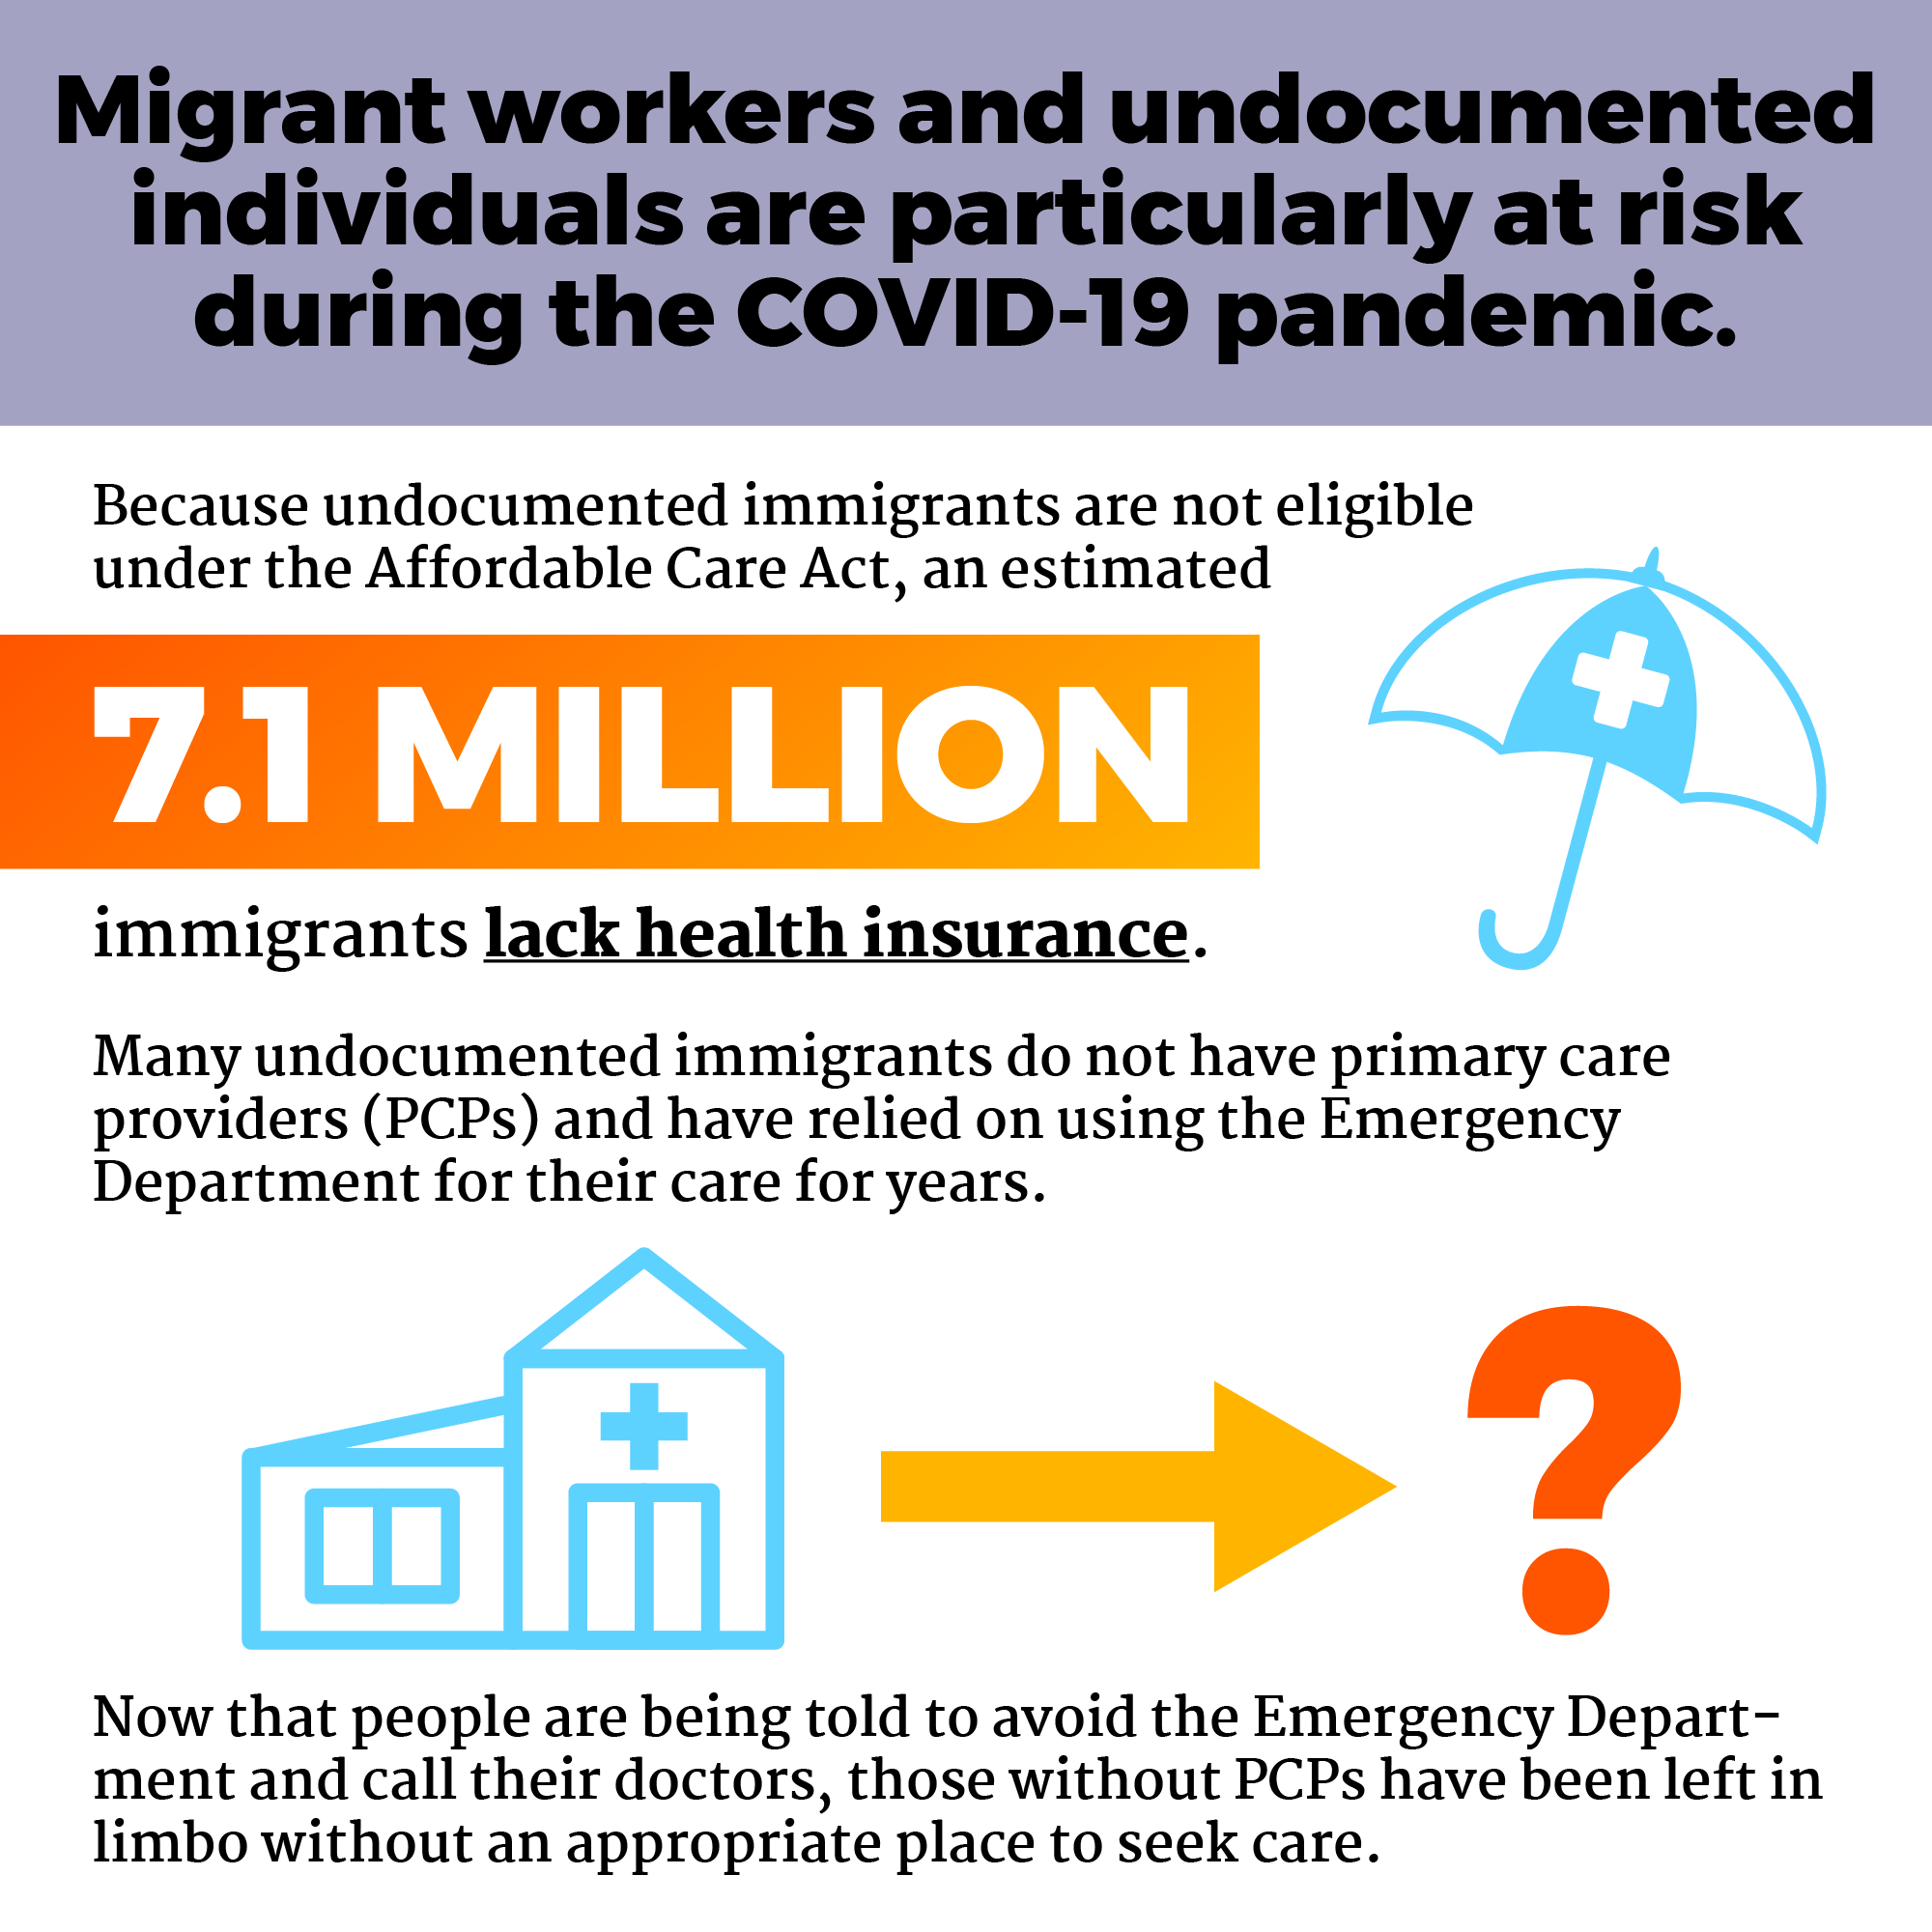 Migrant workers and undocumented
individuals are particularly at risk
during the COVID-19 pandemic.
Because undocumented immigrants are not eligible
under the Affordable Care Act, an estimated
7.1 MILLION
immigrants lack health insurance.
Many undocumented immigrants do not have primary care
providers (PCPs) and have relied on using the Emergency
Department for their care for years.
?
Now that people are being told to avoid the Emergency Depart-
ment and call their doctors, those without PCPs have been left in
limbo without an appropriate place to seek care.